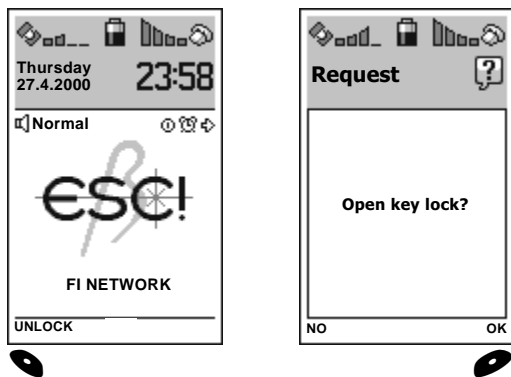 Thursday
27.4.2000
23:58
Normal
ESC!
FI NETWORK
UNLOCK
Request
?
Open key lock?
NO
OK